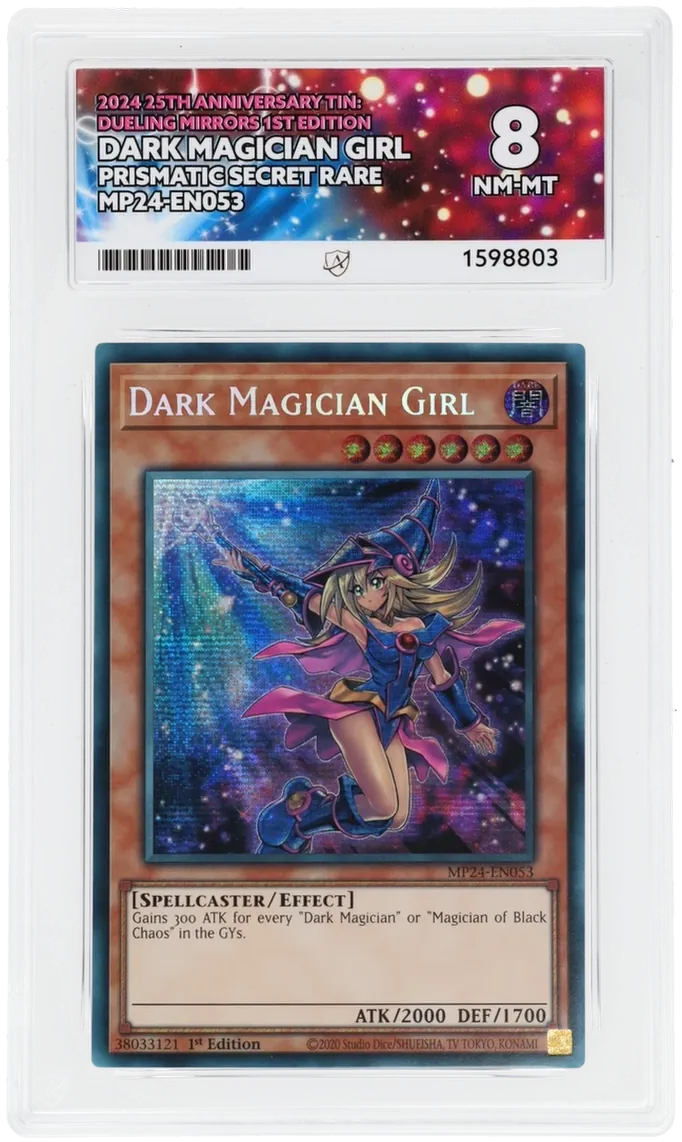 2024 25TH ANNIVERSARY TIN:
DUELING MIRRORS 1ST EDITION
DARK MAGICIAN GIRL
PRISMATIC SECRET RARE
MP24-EN053
8
NM-MT
A
1598803
DARK MAGICIAN GIRL
DARK
闇
MP24-EN053
[SPELLCASTER/EFFECT]
Gains 300 ATK for every "Dark Magician" or "Magician of Black
Chaos" in the GYs.
ATK/2000 DEF/1700
38033121 1st Edition ©2020 Studio Dice/SHUEISHA, TV TOKYO, KONAMI